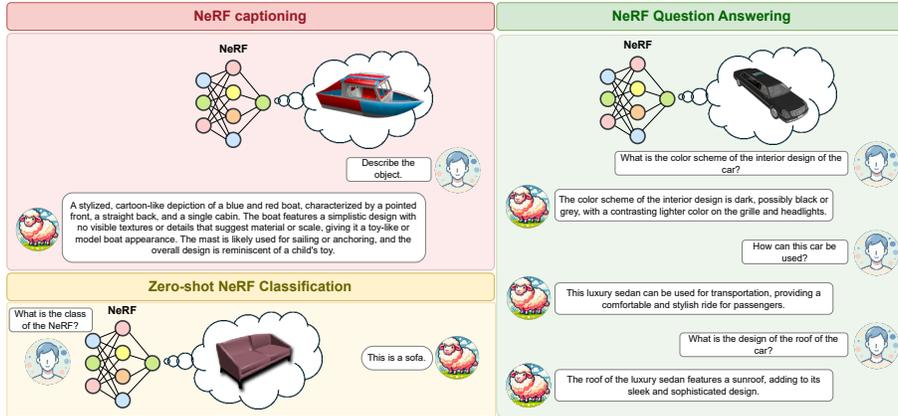 NeRF captioning
NeRF
Describe the
object.
A stylized, cartoon-like depiction of a blue and red boat, characterized by a pointed
front, a straight back, and a single cabin. The boat features a simplistic design with
no visible textures or details that suggest material or scale, giving it a toy-like or
model boat appearance. The mast is likely used for sailing or anchoring, and the
overall design is reminiscent of a child's toy.
Zero-shot NeRF Classification
What is the class
of the NeRF?
NeRF
This is a sofa.
NeRF Question Answering
NeRF
What is the color scheme of the interior design of the
car?
The color scheme of the interior design is dark, possibly black or
grey, with a contrasting lighter color on the grille and headlights.
How can this car be
used?
This luxury sedan can be used for transportation, providing a
comfortable and stylish ride for passengers.
What is the design of the roof of the
car?
The roof of the luxury sedan features a sunroof, adding to its
sleek and sophisticated design.